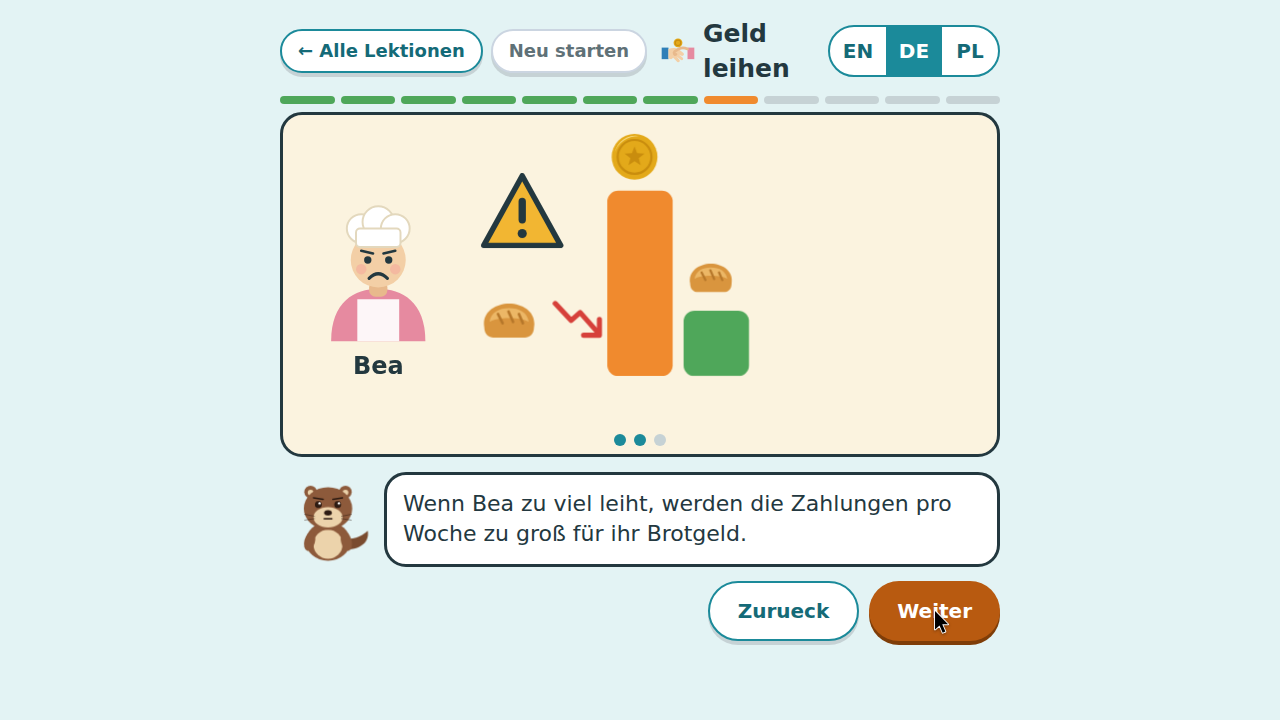 ← Alle Lektionen
Neu starten
Geld
leihen
EN
DE
PL
Bea
Wenn Bea zu viel leiht, werden die Zahlungen pro
Woche zu groß für ihr Brotgeld.
Zurueck
Weiter